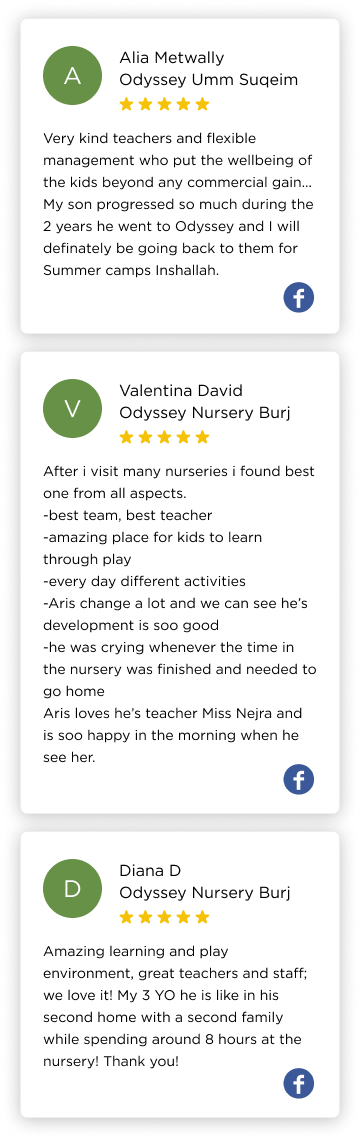 A
Alia Metwally
Odyssey Umm Suqeim
Very kind teachers and flexible
management who put the wellbeing of
the kids beyond any commercial gain...
My son progressed so much during the
2 years he went to Odyssey and I will
definately be going back to them for
Summer camps Inshallah.
V
Valentina David
Odyssey Nursery Burj
After i visit many nurseries i found best
one from all aspects.
-best team, best teacher
-amazing place for kids to learn
through play
-every day different activities
-Aris change a lot and we can see he’s
development is soo good
-he was crying whenever the time in
the nursery was finished and needed to
go home
Aris loves he’s teacher Miss Nejra and
is soo happy in the morning when he
see her.
D
Diana D
Odyssey Nursery Burj
Amazing learning and play
environment, great teachers and staff;
we love it! My 3 YO he is like in his
second home with a second family
while spending around 8 hours at the
nursery! Thank you!